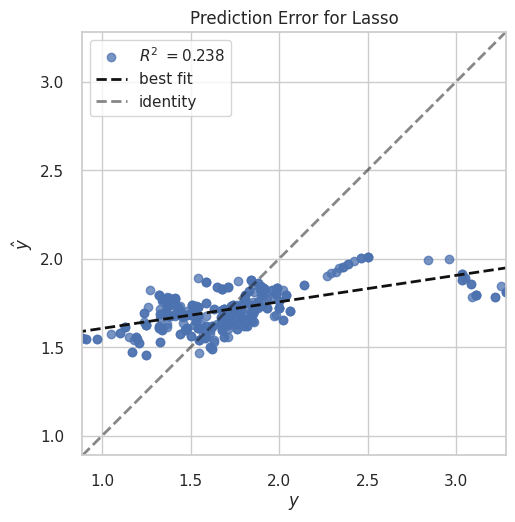 Prediction Error for Lasso
R² = 0.238
best fit
identity
3.0
2.5
2.0
1.5
1.0
ŷ
1.0 1.5 2.0 2.5 3.0
y